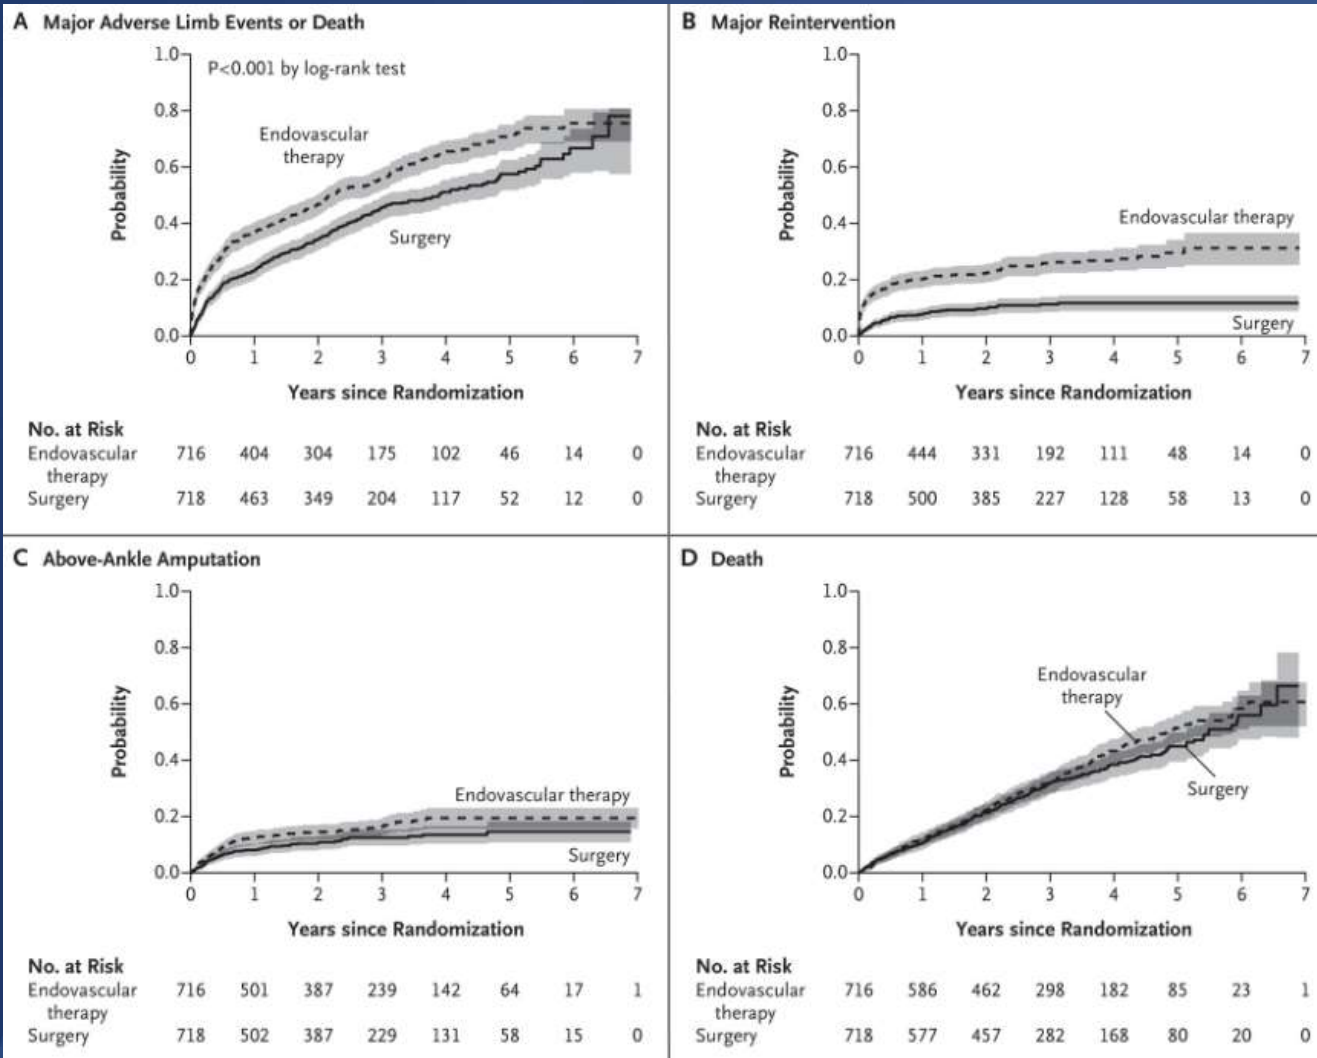 A Major Adverse Limb Events or Death
P<0.001 by log-rank test
Probability
1.0
0.8
0.6
0.4
0.2
0.0
Endovascular
therapy
Surgery
0 1 2 3 4 5 6 7
Years since Randomization
No. at Risk
Endovascular 716 404 304 175 102 46 14 0
therapy
Surgery 718 463 349 204 117 52 12 0
B Major Reintervention
Probability
1.0
0.8
0.6
0.4
0.2
0.0
Endovascular therapy
Surgery
0 1 2 3 4 5 6 7
Years since Randomization
No. at Risk
Endovascular 716 444 331 192 111 48 14 0
therapy
Surgery 718 500 385 227 128 58 13 0
C Above-Ankle Amputation
Probability
1.0
0.8
0.6
0.4
0.2
0.0
Endovascular therapy
Surgery
0 1 2 3 4 5 6 7
Years since Randomization
No. at Risk
Endovascular 716 501 387 239 142 64 17 1
therapy
Surgery 718 502 387 229 131 58 15 0
D Death
Probability
1.0
0.8
0.6
0.4
0.2
0.0
Endovascular
therapy
Surgery
0 1 2 3 4 5 6 7
Years since Randomization
No. at Risk
Endovascular 716 586 462 298 182 85 23 1
therapy
Surgery 718 577 457 282 168 80 20 0